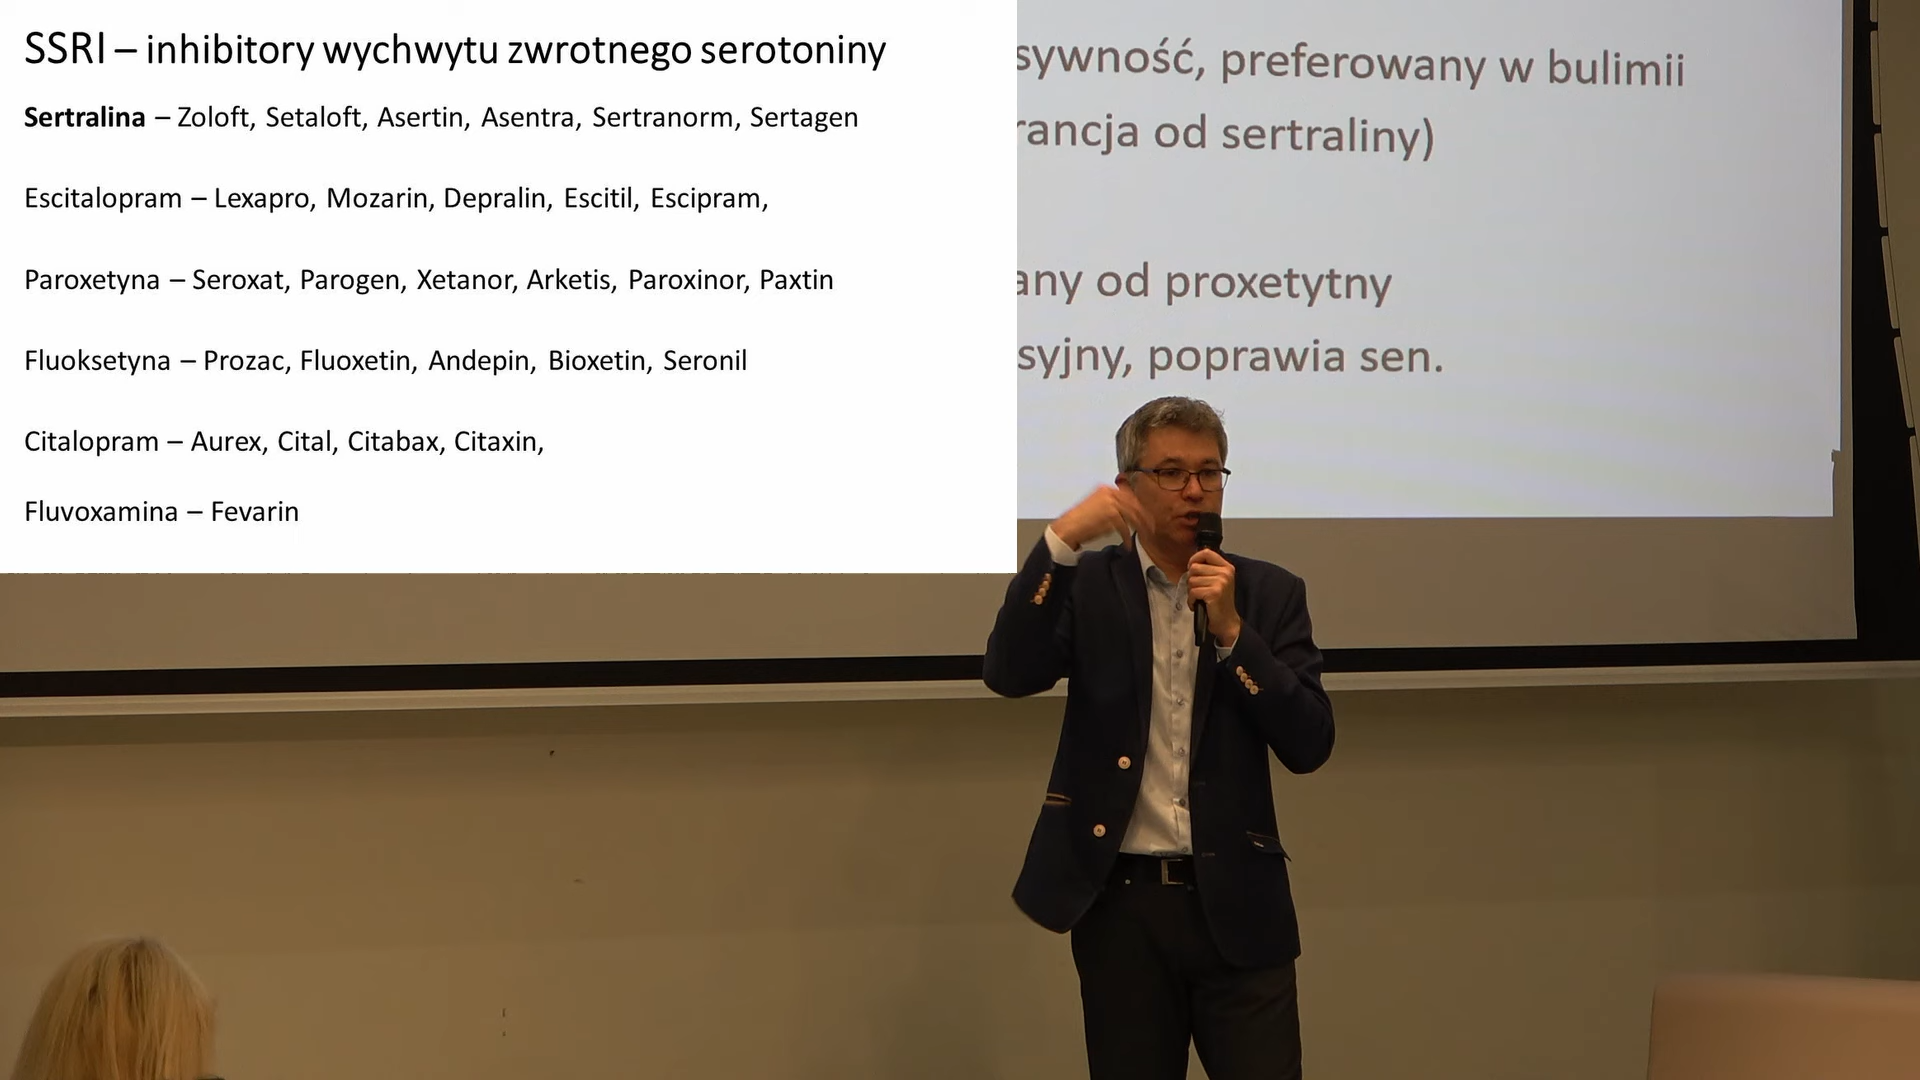 SSRI – inhibitory wychwytu zwrotnego serotoniny
Sertralina – Zoloft, Setaloft, Asertin, Asentra, Sertranorm, Sertagen
Escitalopram – Lexapro, Mozarin, Depralin, Escitil, Escipram,
Paroxetyna – Seroxat, Parogen, Xetanor, Arketis, Paroxinor, Paxtin
Fluoksetyna – Prozac, Fluoxetin, Andepin, Bioxetin, Seronil
Citalopram – Aurex, Cital, Citabax, Citaxin,
Fluvoxamina – Fevarin
sywność, preferowany w bulimii
rancja od sertraliny)
any od proxetytny
syjny, poprawia sen.